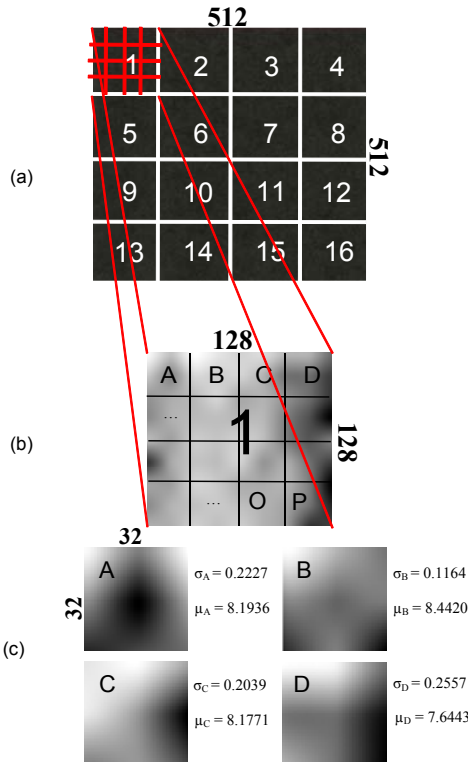 512
1 2 3 4
5 6 7 8
512
(a)
9 10 11 12
13 14 15 16
128
A B C D
...
1
128
(b)
... O P
32
A
σA = 0.2227
μA = 8.1936
32
B
σB = 0.1164
μB = 8.4420
(c)
C
σC = 0.2039
μC = 8.1771
D
σD = 0.2557
μD = 7.6443